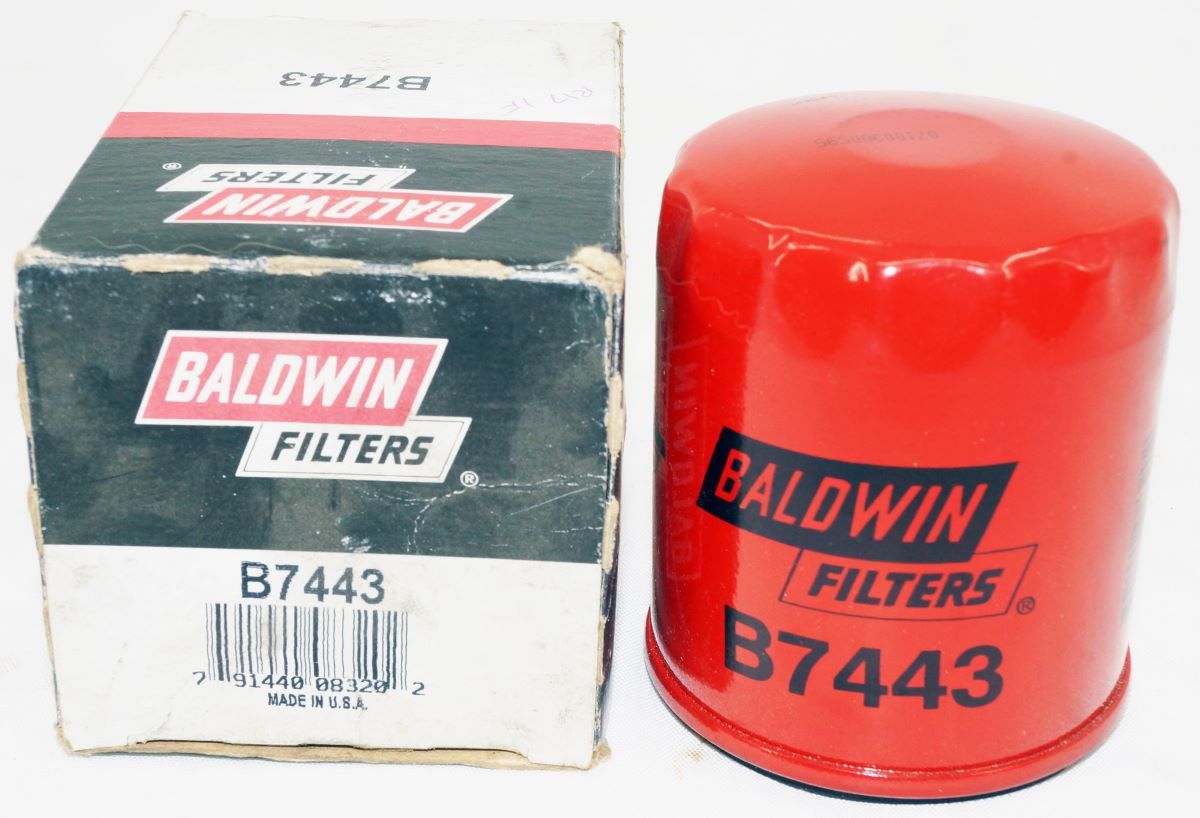 B7443
BALDWIN
FILTERS
®
BALDWIN
FILTERS
®
B7443
7 91440 08320 2
MADE IN U.S.A.
BALDWIN
FILTERS
®
B7443